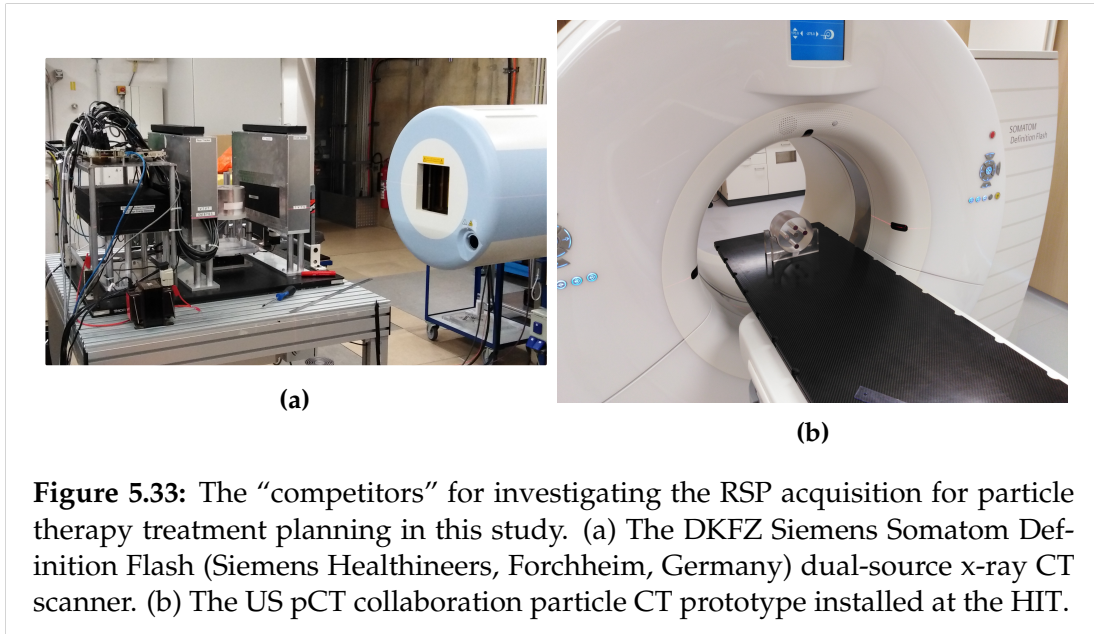 SOMATOM
Definition Flash
(a)
(b)
Figure 5.33: The “competitors” for investigating the RSP acquisition for particle
therapy treatment planning in this study. (a) The DKFZ Siemens Somatom Def-
inition Flash (Siemens Healthineers, Forchheim, Germany) dual-source x-ray CT
scanner. (b) The US pCT collaboration particle CT prototype installed at the HIT.